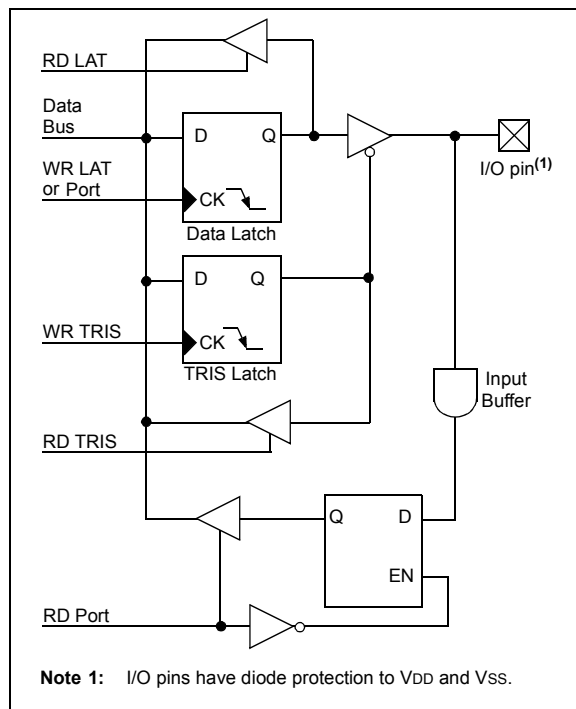 RD LAT
Data
Bus
D
Q
WR LAT
or Port
CK
Data Latch
I/O pin(1)
D
Q
WR TRIS
CK
TRIS Latch
Input
Buffer
RD TRIS
Q
D
EN
RD Port
Note 1: I/O pins have diode protection to VDD and VSS.